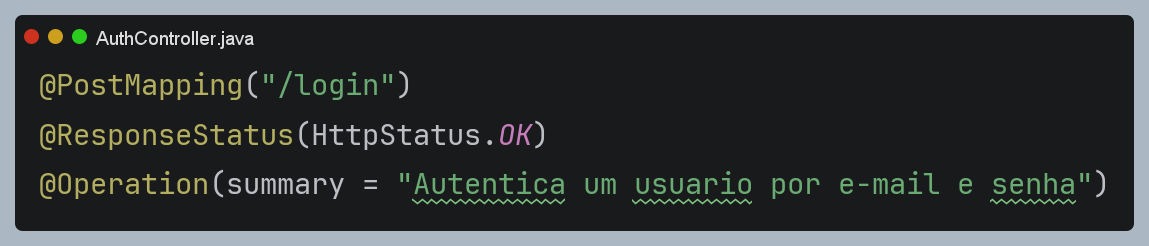 AuthController.java
@PostMapping("/login")
@ResponseStatus(HttpStatus.OK)
@Operation(summary = "Autentica um usuario por e-mail e senha")